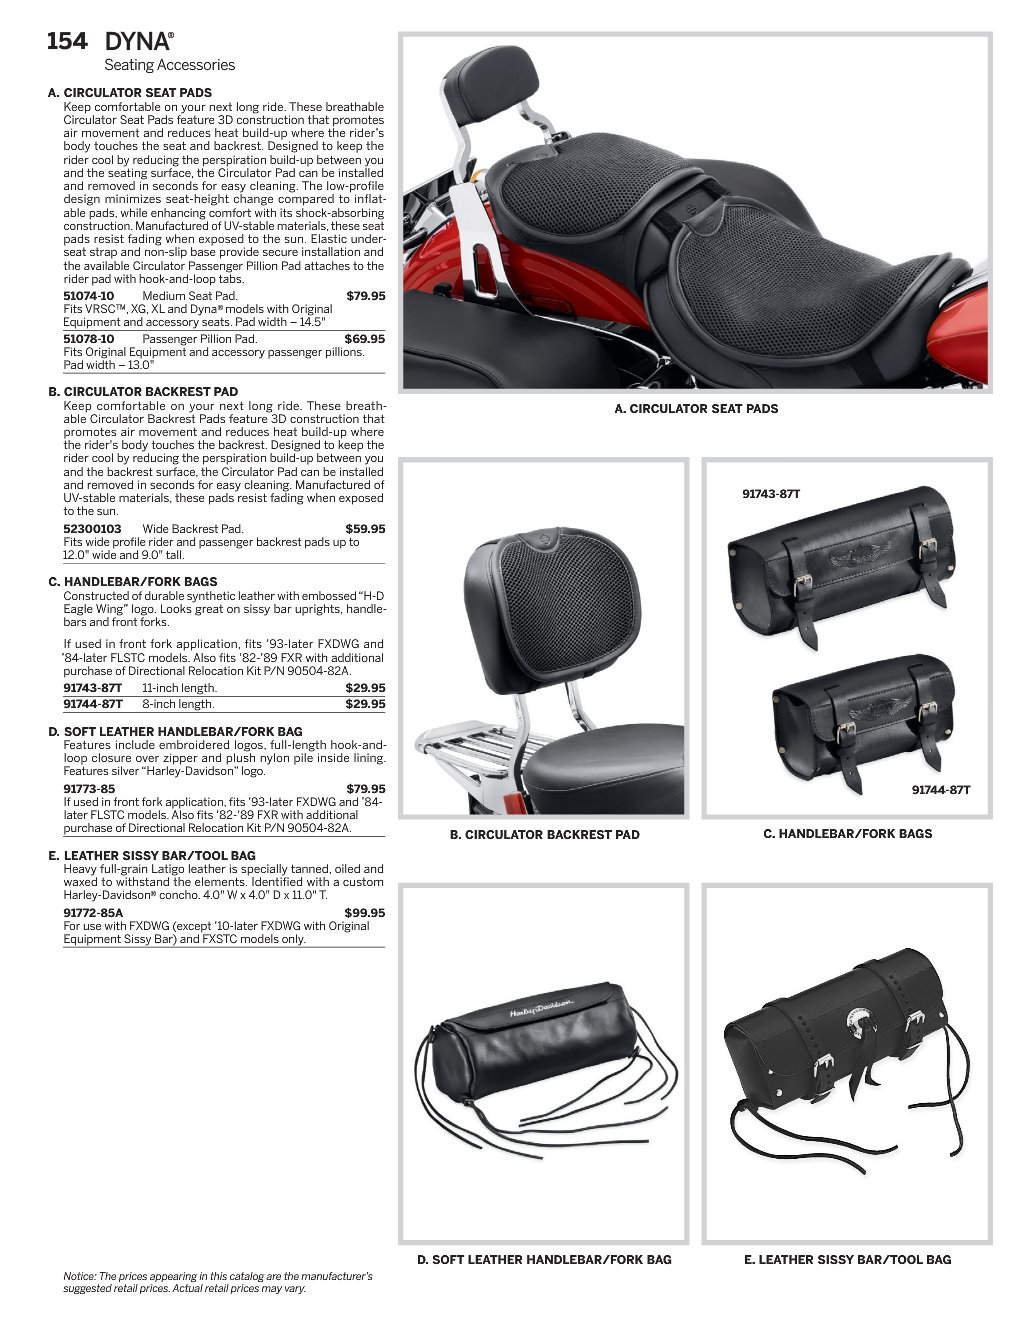 154 DYNA®
Seating Accessories
A. CIRCULATOR SEAT PADS
Keep comfortable on your next long ride. These breathable
Circulator Seat Pads feature 3D construction that promotes
air movement and reduces heat build-up where the rider's
body touches the seat and backrest. Designed to keep the
rider cool by reducing the perspiration build-up between you
and the seating surface, the Circulator Pad can be installed
and removed in seconds for easy cleaning. The low-profile
design minimizes seat-height change compared to inflat-
able pads, while enhancing comfort with its shock-absorbing
construction. Manufactured of UV-stable materials, these seat
pads resist fading when exposed to the sun. Elastic under-
seat strap and non-slip base provide secure installation and
the available Circulator Passenger Pillion Pad attaches to the
rider pad with hook-and-loop tabs.
51074-10 Medium Seat Pad. $79.95
Fits VRSC™, XG, XL and Dyna® models with Original
Equipment and accessory seats. Pad width – 14.5"
51078-10 Passenger Pillion Pad. $69.95
Fits Original Equipment and accessory passenger pillions.
Pad width – 13.0"
B. CIRCULATOR BACKREST PAD
Keep comfortable on your next long ride. These breath-
able Circulator Backrest Pads feature 3D construction that
promotes air movement and reduces heat build-up where
the rider's body touches the backrest. Designed to keep the
rider cool by reducing the perspiration build-up between you
and the backrest surface, the Circulator Pad can be installed
and removed in seconds for easy cleaning. Manufactured of
UV-stable materials, these pads resist fading when exposed
to the sun.
52300103 Wide Backrest Pad. $59.95
Fits wide profile rider and passenger backrest pads up to
12.0" wide and 9.0" tall.
C. HANDLEBAR/FORK BAGS
Constructed of durable synthetic leather with embossed “H-D
Eagle Wing” logo. Looks great on sissy bar uprights, handle-
bars and front forks.
If used in front fork application, fits ’93-later FXDWG and
’84-later FLSTC models. Also fits ’82-’89 FXR with additional
purchase of Directional Relocation Kit P/N 90504-82A.
91743-87T 11-inch length. $29.95
91744-87T 8-inch length. $29.95
D. SOFT LEATHER HANDLEBAR/FORK BAG
Features include embroidered logos, full-length hook-and-
loop closure over zipper and plush nylon pile inside lining.
Features silver “Harley-Davidson” logo.
91773-85 $79.95
If used in front fork application, fits ’93-later FXDWG and ’84-
later FLSTC models. Also fits ’82-’89 FXR with additional
purchase of Directional Relocation Kit P/N 90504-82A.
E. LEATHER SISSY BAR/TOOL BAG
Heavy full-grain Latigo leather is specially tanned, oiled and
waxed to withstand the elements. Identified with a custom
Harley-Davidson® concho. 4.0" W x 4.0" D x 11.0" T.
91772-85A $99.95
For use with FXDWG (except ’10-later FXDWG with Original
Equipment Sissy Bar) and FXSTC models only.
Notice: The prices appearing in this catalog are the manufacturer's
suggested retail prices. Actual retail prices may vary.
A. CIRCULATOR SEAT PADS
B. CIRCULATOR BACKREST PAD
91743-87T
91744-87T
C. HANDLEBAR/FORK BAGS
Harley-Davidson
D. SOFT LEATHER HANDLEBAR/FORK BAG
E. LEATHER SISSY BAR/TOOL BAG